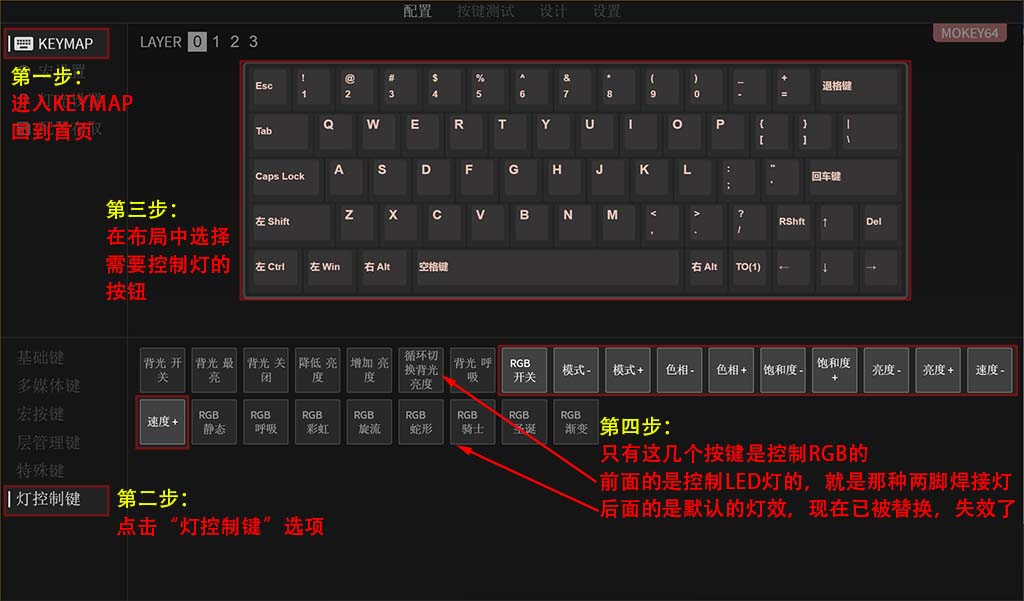 配置 按键测试 设计 设置
KEYMAP
LAYER 0 1 2 3
MOKEY64
第一步：
进入KEYMAP
回到首页
Esc ! 1 @ 2 # 3 $ 4 % 5 ^ 6 & 7 * 8 ( 9 ) 0 _ - + = 退格键
Tab Q W E R T Y U I O P { [ } ] | \
Caps Lock A S D F G H J K L : ; " ' 回车键
左 Shift Z X C V B N M < , > . ? / RShft ↑ Del
左 Ctrl 左 Win 右 Alt 空格键 右 Alt TO(1) ← ↓ →
第三步：
在布局中选择
需要控制灯的
按钮
基础键
多媒体键
宏按键
层管理键
特殊键
灯控制键
背光 开关 背光 最亮 背光 关闭 降低 亮度 增加 亮度 循环切换背光亮度 背光 呼吸 RGB 开关 模式 - 模式 + 色相 - 色相 + 饱和度 - 饱和度 + 亮度 - 亮度 + 速度 -
速度 + RGB 静态 RGB 呼吸 RGB 彩虹 RGB 旋流 RGB 蛇形 RGB 骑士 RGB 圣诞 RGB 渐变
第四步：
只有这几个按键是控制RGB的
前面的是控制LED灯的，就是那种两脚焊接灯
后面的是默认的灯效，现在已被替换，失效了
第二步：
点击“灯控制键”选项